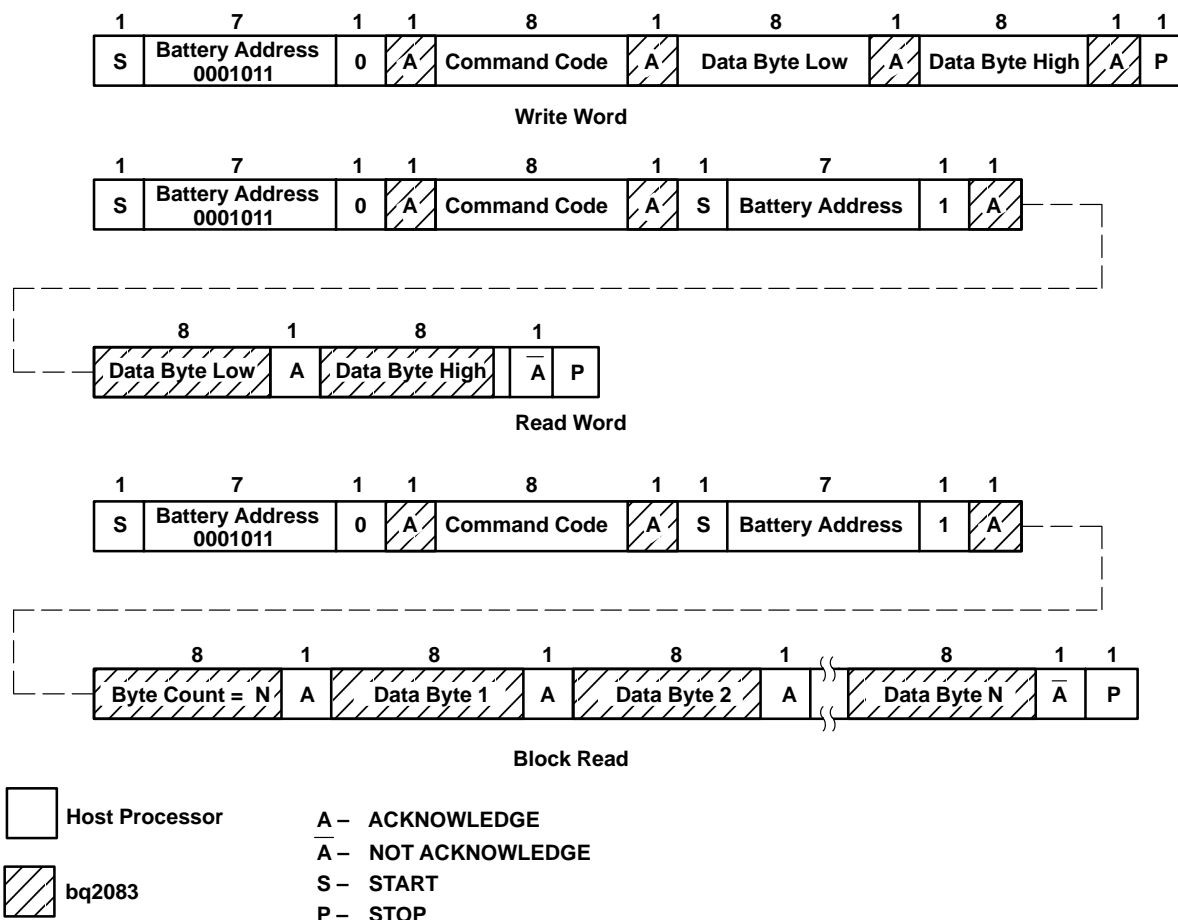 1 7 1 1 8 1 8 1 8 1 1
S Battery Address 0 A Command Code A Data Byte Low A Data Byte High A P
0001011
Write Word
1 7 1 1 8 1 1 7 1 1
S Battery Address 0 A Command Code A S Battery Address 1 A
0001011
8 1 8 1
Data Byte Low A Data Byte High A̅ P
Read Word
1 7 1 1 8 1 1 7 1 1
S Battery Address 0 A Command Code A S Battery Address 1 A
0001011
8 1 8 1 8 1 8 1 1
Byte Count = N A Data Byte 1 A Data Byte 2 A Data Byte N A̅ P
Block Read
Host Processor
bq2083
A – ACKNOWLEDGE
A̅ – NOT ACKNOWLEDGE
S – START
P – STOP